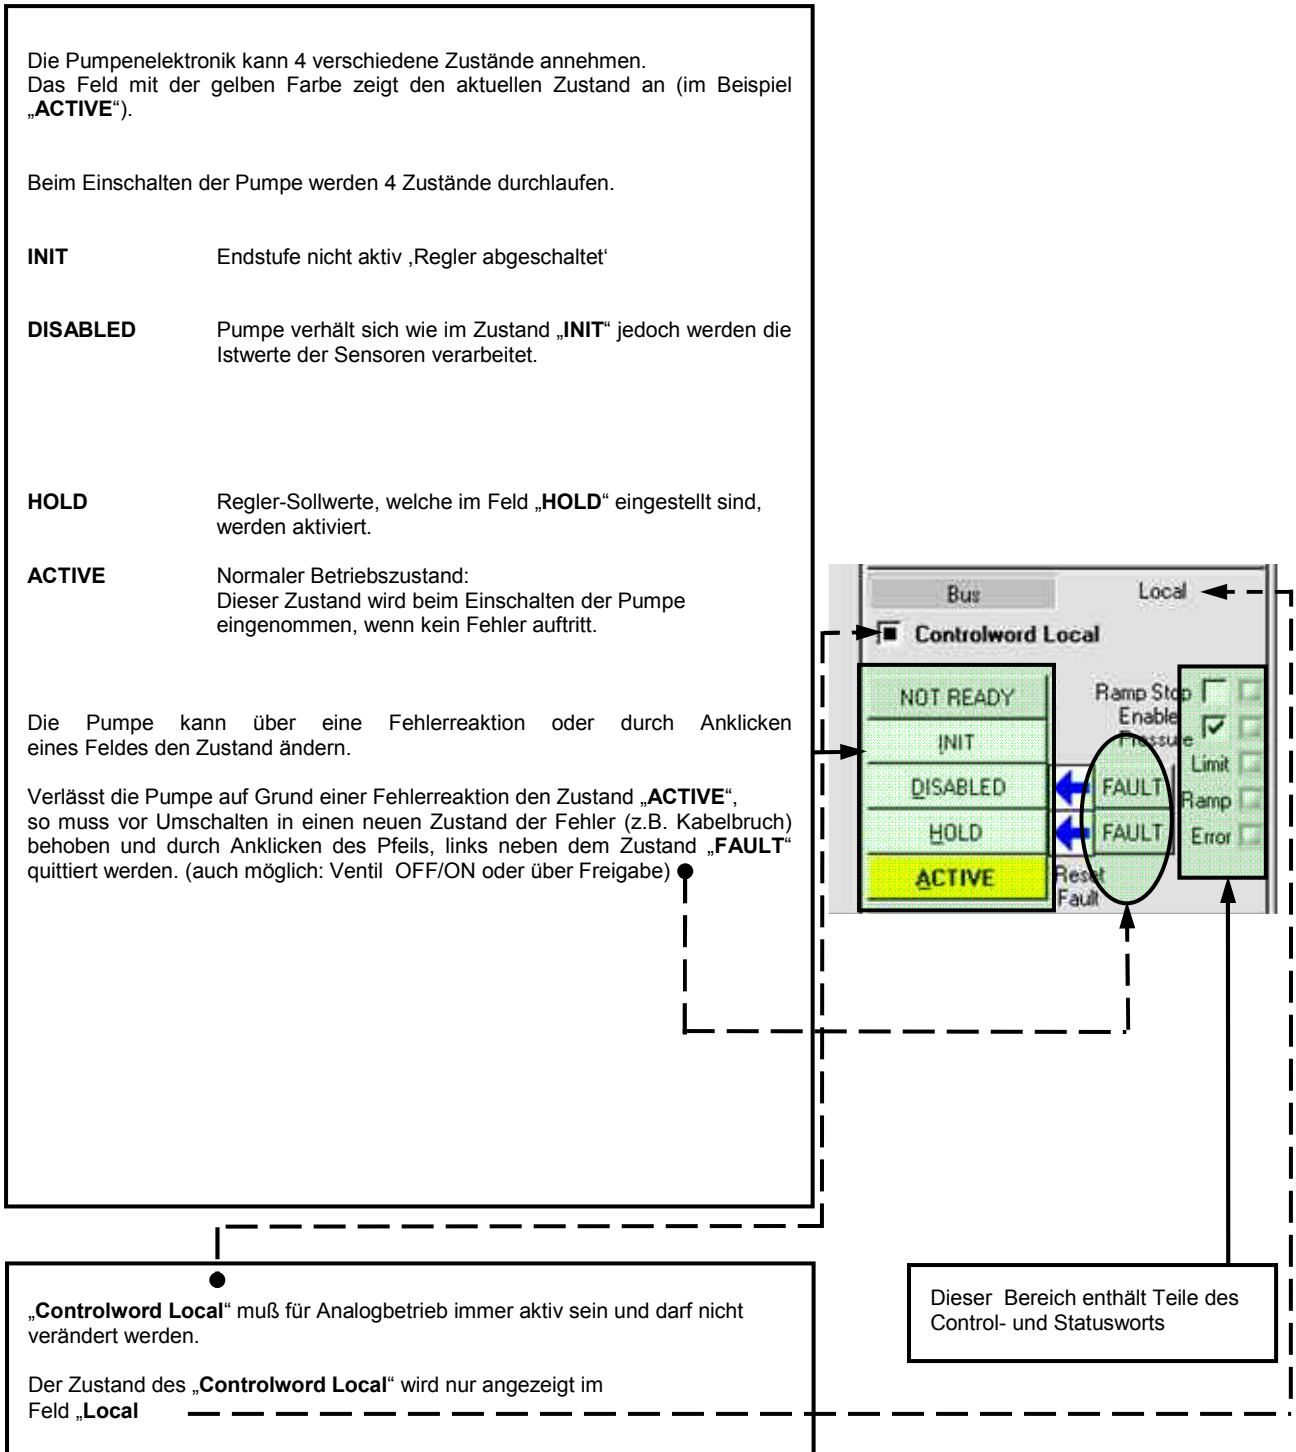 Die Pumpenelektronik kann 4 verschiedene Zustände annehmen.
Das Feld mit der gelben Farbe zeigt den aktuellen Zustand an (im Beispiel
„ACTIVE“).
Beim Einschalten der Pumpe werden 4 Zustände durchlaufen.
INIT Endstufe nicht aktiv ‚Regler abgeschaltet‘
DISABLED Pumpe verhält sich wie im Zustand „INIT“ jedoch werden die
Istwerte der Sensoren verarbeitet.
HOLD Regler-Sollwerte, welche im Feld „HOLD“ eingestellt sind,
werden aktiviert.
ACTIVE Normaler Betriebszustand:
Dieser Zustand wird beim Einschalten der Pumpe
eingenommen, wenn kein Fehler auftritt.
Die Pumpe kann über eine Fehlerreaktion oder durch Anklicken
eines Feldes den Zustand ändern.
Verlässt die Pumpe auf Grund einer Fehlerreaktion den Zustand „ACTIVE“,
so muss vor Umschalten in einen neuen Zustand der Fehler (z.B. Kabelbruch)
behoben und durch Anklicken des Pfeils, links neben dem Zustand „FAULT“
quittiert werden. (auch möglich: Ventil OFF/ON oder über Freigabe)
Bus Local
Controlword Local
NOT READY
INIT
DISABLED
HOLD
ACTIVE
FAULT
FAULT
Reset
Fault
Ramp Stop
Enable
Pressure
Limit
Ramp
Error
„Controlword Local“ muß für Analogbetrieb immer aktiv sein und darf nicht
verändert werden.
Der Zustand des „Controlword Local“ wird nur angezeigt im
Feld „Local
Dieser Bereich enthält Teile des
Control- und Statusworts